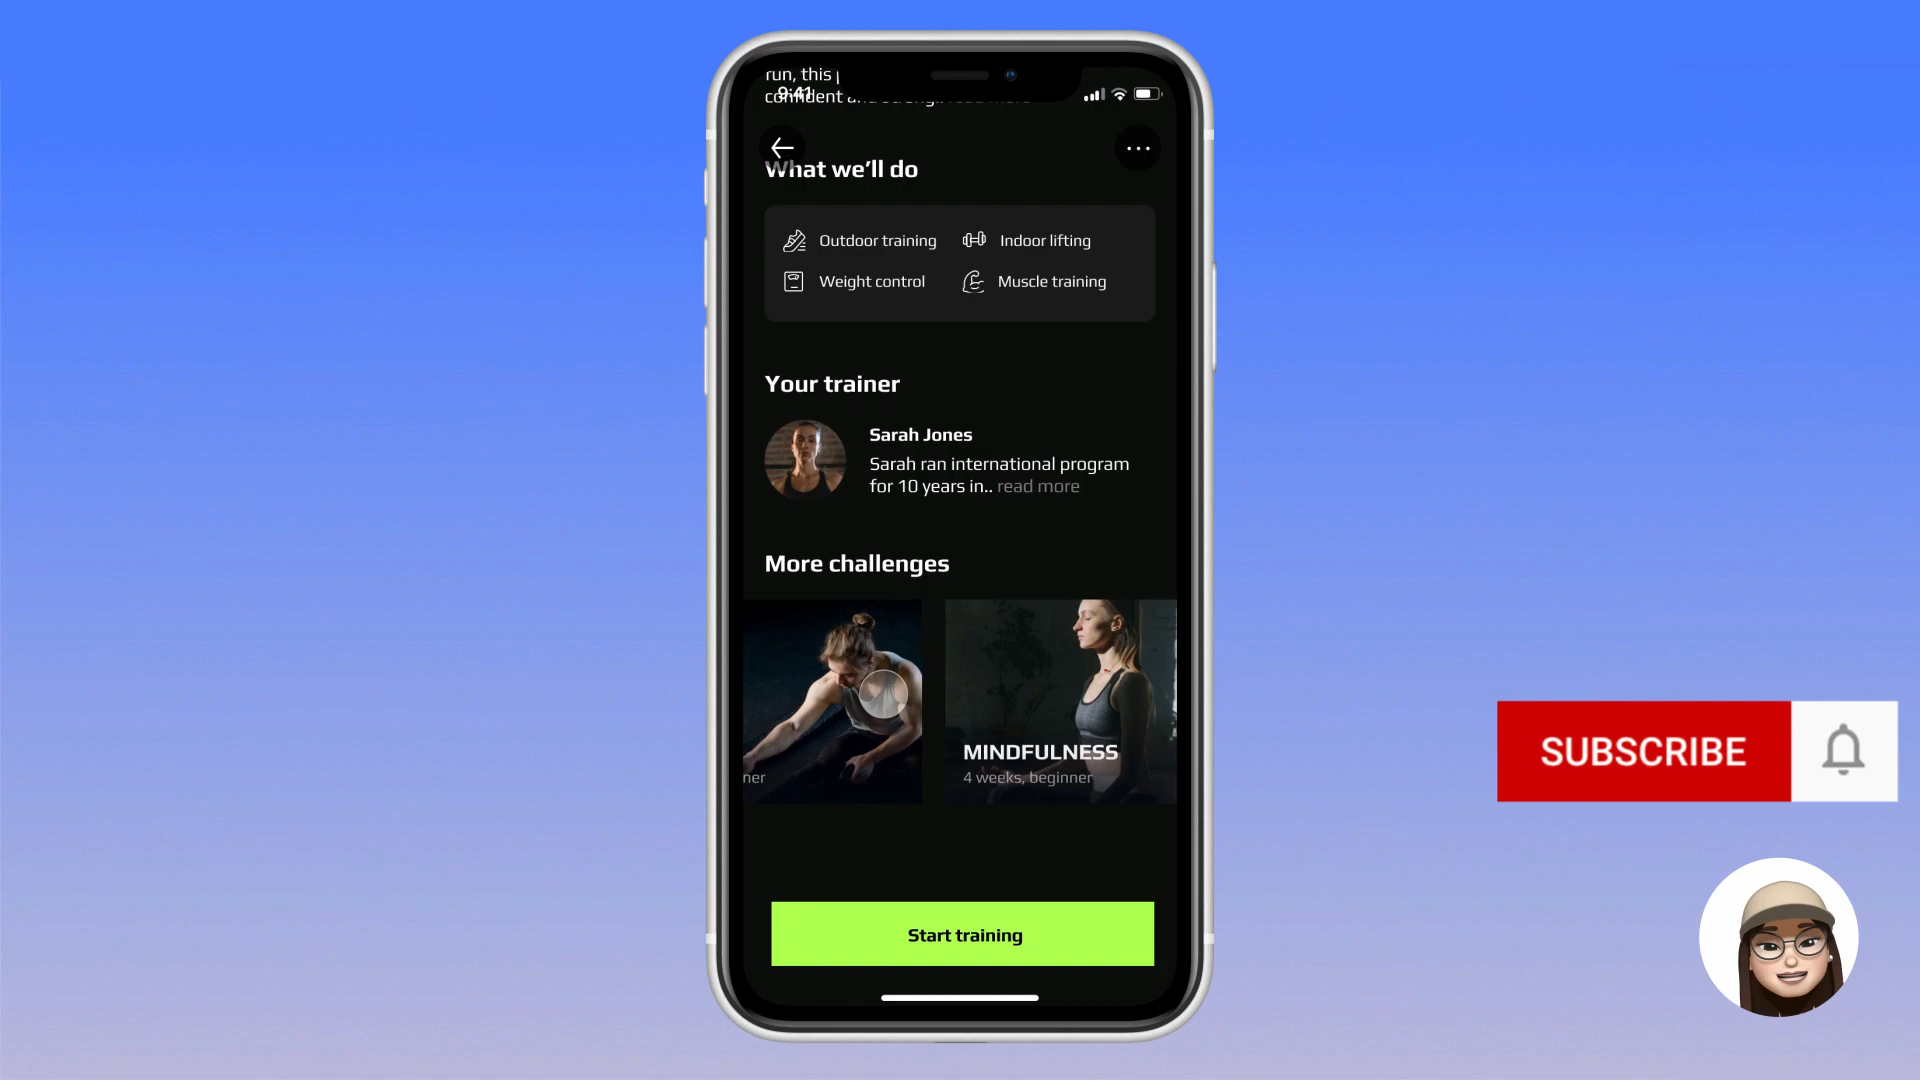 run, this
9:41
confident
What we'll do
Outdoor training
Indoor lifting
Weight control
Muscle training
Your trainer
Sarah Jones
Sarah ran international program
for 10 years in.. read more
More challenges
MINDFULNESS
ner
4 weeks, beginner
Start training
SUBSCRIBE